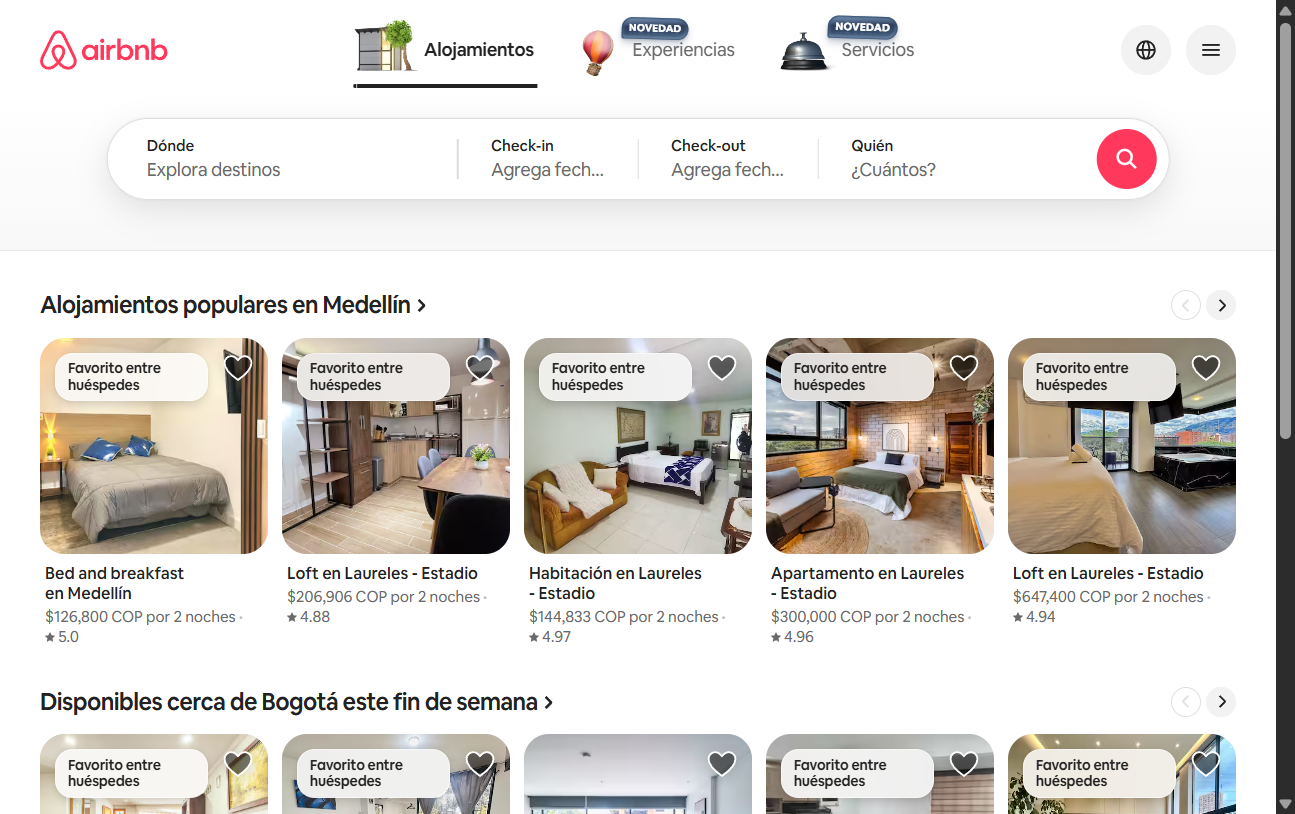 airbnb
Alojamientos
NOVEDAD
Experiencias
NOVEDAD
Servicios
Dónde
Explora destinos
Check-in
Agrega fech...
Check-out
Agrega fech...
Quién
¿Cuántos?
Alojamientos populares en Medellín
Favorito entre
huéspedes
Favorito entre
huéspedes
Favorito entre
huéspedes
Favorito entre
huéspedes
Favorito entre
huéspedes
Bed and breakfast
en Medellín
$126,800 COP por 2 noches ·
★ 5.0
Loft en Laureles - Estadio
$206,906 COP por 2 noches ·
★ 4.88
Habitación en Laureles
- Estadio
$144,833 COP por 2 noches ·
★ 4.97
Apartamento en Laureles
- Estadio
$300,000 COP por 2 noches ·
★ 4.96
Loft en Laureles - Estadio
$647,400 COP por 2 noches ·
★ 4.94
Disponibles cerca de Bogotá este fin de semana
Favorito entre
huéspedes
Favorito entre
huéspedes
Favorito entre
huéspedes
Favorito entre
huéspedes